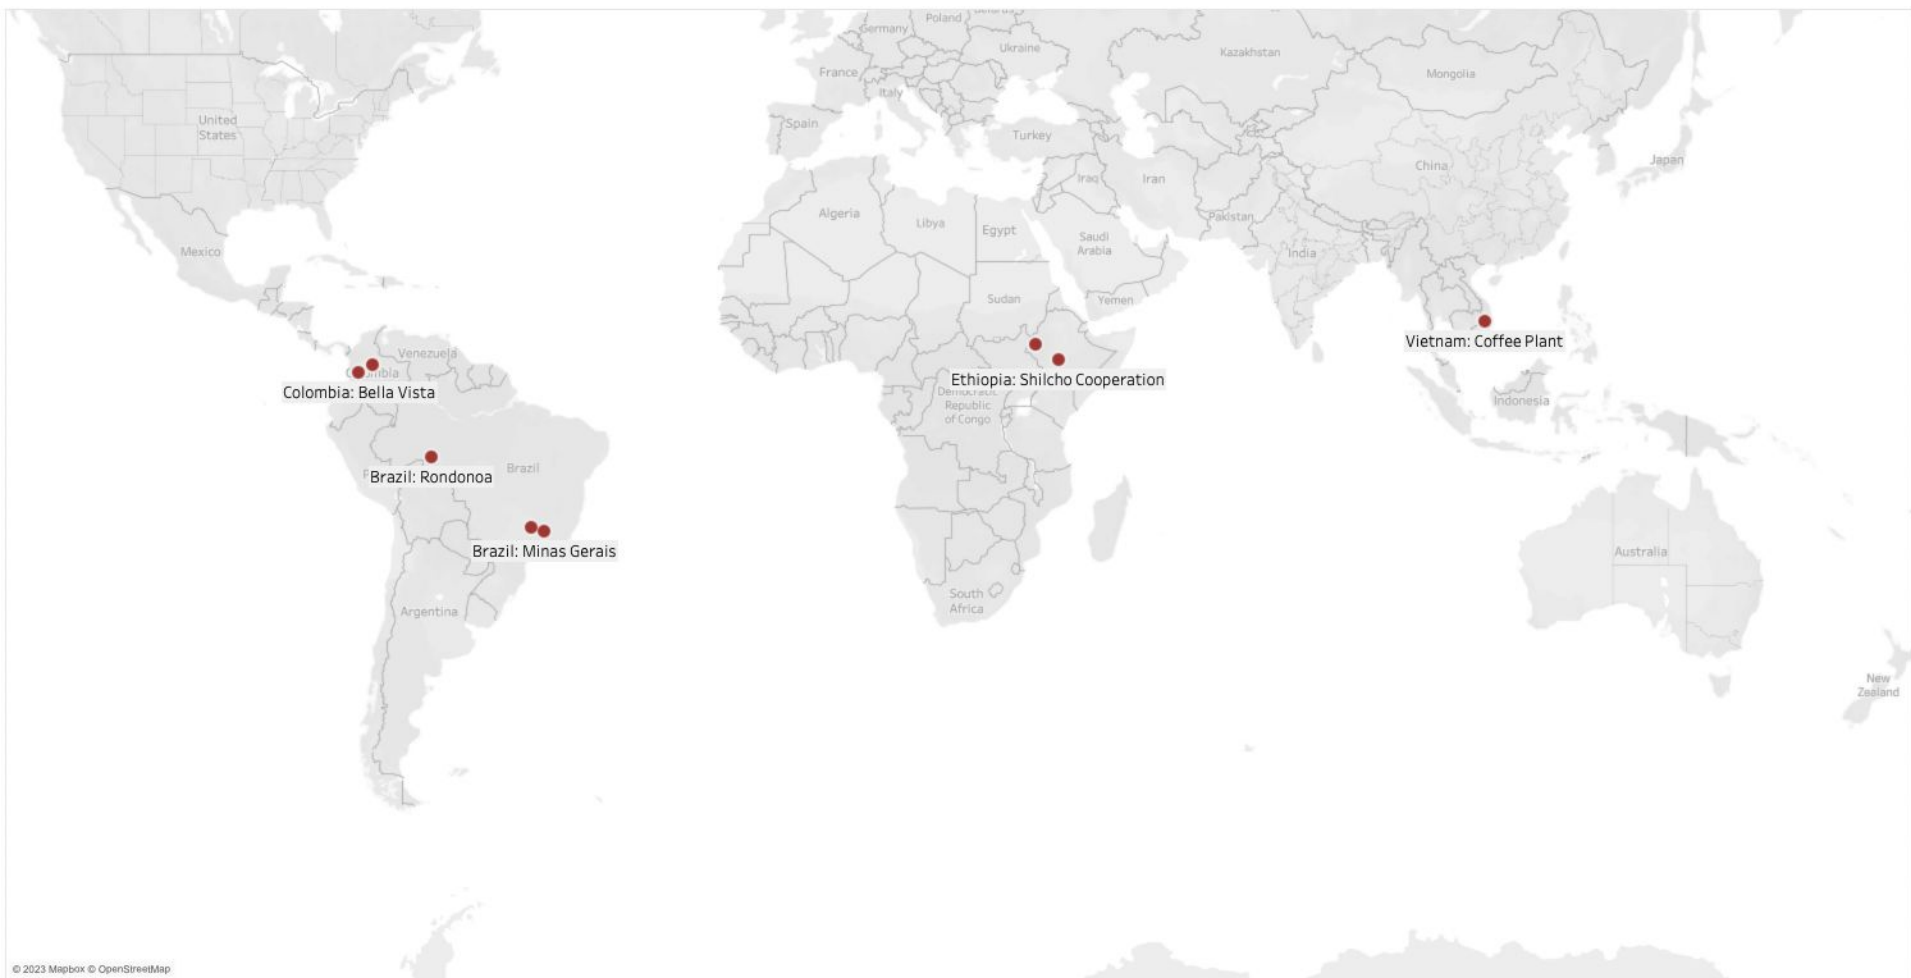 Poland
Germany
Ukraine
Kazakhstan
France
Mongolia
Italy
United
States
Spain
Turkey
Japan
China
Iraq
Iran
Algeria
Pakistan
Libya
Egypt
Mexico
Saudi
Arabia
India
Sudan
Yemen
Vietnam: Coffee Plant
Venezuela
Colombia: Bella Vista
Ethiopia: Shilcho Cooperation
Democratic
Republic
of Congo
Indonesia
Brazil
Brazil: Rondonoa
Brazil: Minas Gerais
Australia
South
Africa
Argentina
New
Zealand
© 2023 Mapbox © OpenStreetMap